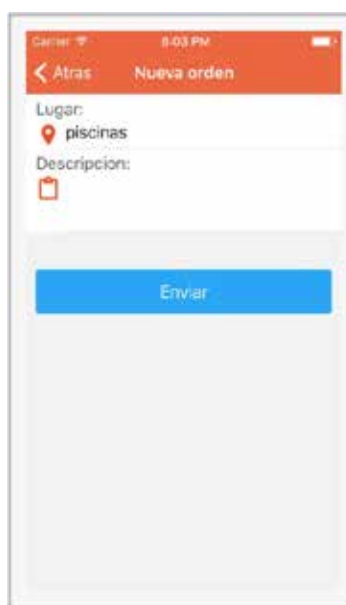 Carrier 8:03 PM
Atras Nueva orden
Lugar:
piscinas
Descripcion:
Enviar